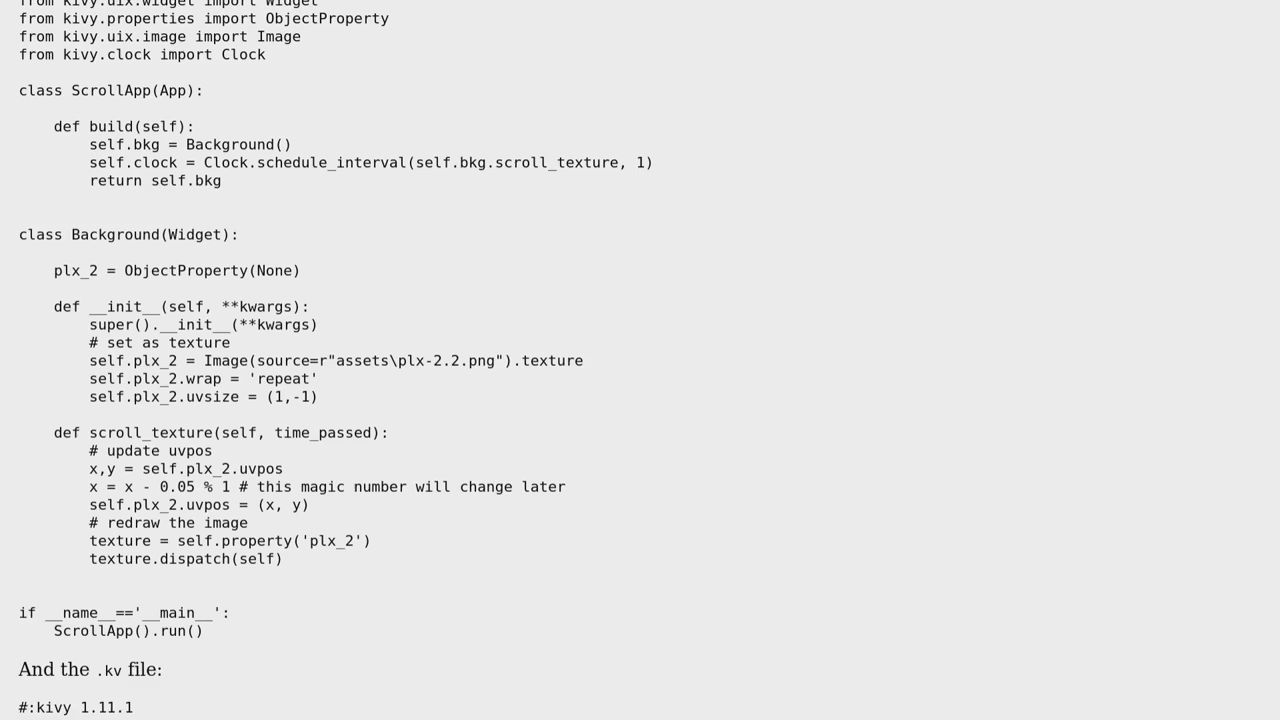 from kivy.uix.widget import Widget
from kivy.properties import ObjectProperty
from kivy.uix.image import Image
from kivy.clock import Clock
class ScrollApp(App):
def build(self):
self.bkg = Background()
self.clock = Clock.schedule_interval(self.bkg.scroll_texture, 1)
return self.bkg
class Background(Widget):
plx_2 = ObjectProperty(None)
def __init__(self, **kwargs):
super().__init__(**kwargs)
# set as texture
self.plx_2 = Image(source=r"assets\plx-2.2.png").texture
self.plx_2.wrap = 'repeat'
self.plx_2.uvsize = (1,-1)
def scroll_texture(self, time_passed):
# update uvpos
x,y = self.plx_2.uvpos
x = x - 0.05 % 1 # this magic number will change later
self.plx_2.uvpos = (x, y)
# redraw the image
texture = self.property('plx_2')
texture.dispatch(self)
if __name__=='__main__':
ScrollApp().run()
And the .kv file:
#:kivy 1.11.1